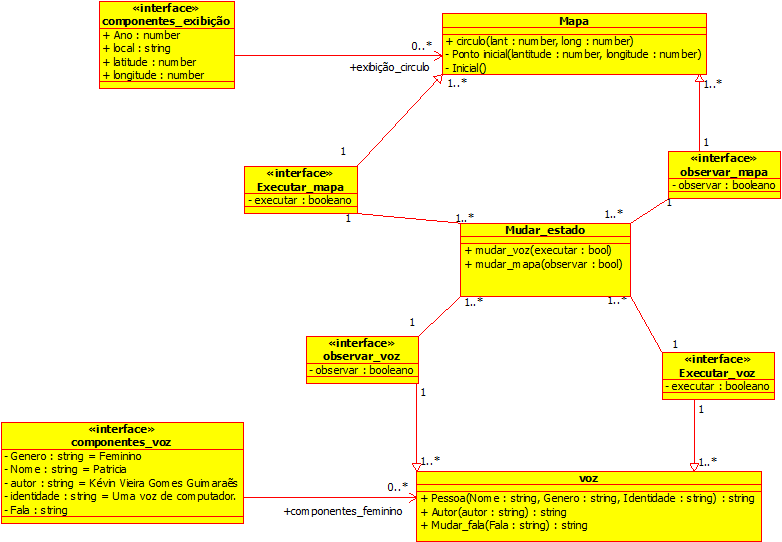 «interface»
componentes_exibição
+ Ano : number
+ local : string
+ latitude : number
+ longitude : number
0..*
+exibição_circulo
Mapa
+ circulo(lant : number, long : number)
- Ponto inicial(lantitude : number, longitude : number)
- Inicial()
1..*
1..*
1
1
«interface»
Executar_mapa
- executar : booleano
1
«interface»
observar_mapa
- observar : booleano
1
1..*
1..*
Mudar_estado
+ mudar_voz(executar : bool)
+ mudar_mapa(observar : bool)
1..*
1..*
1
1
«interface»
observar_voz
- observar : booleano
1
«interface»
Executar_voz
- executar : booleano
1
«interface»
componentes_voz
- Genero : string = Feminino
- Nome : string = Patricia
- autor : string = Kévin Vieira Gomes Guimaraẽs
- identidade : string = Uma voz de computador.
- Fala : string
0..*
+componentes_feminino
1..*
1..*
voz
+ Pessoa(Nome : string, Genero : string, Identidade : string) : string
+ Autor(autor : string) : string
+ Mudar_fala(Fala : string) : string